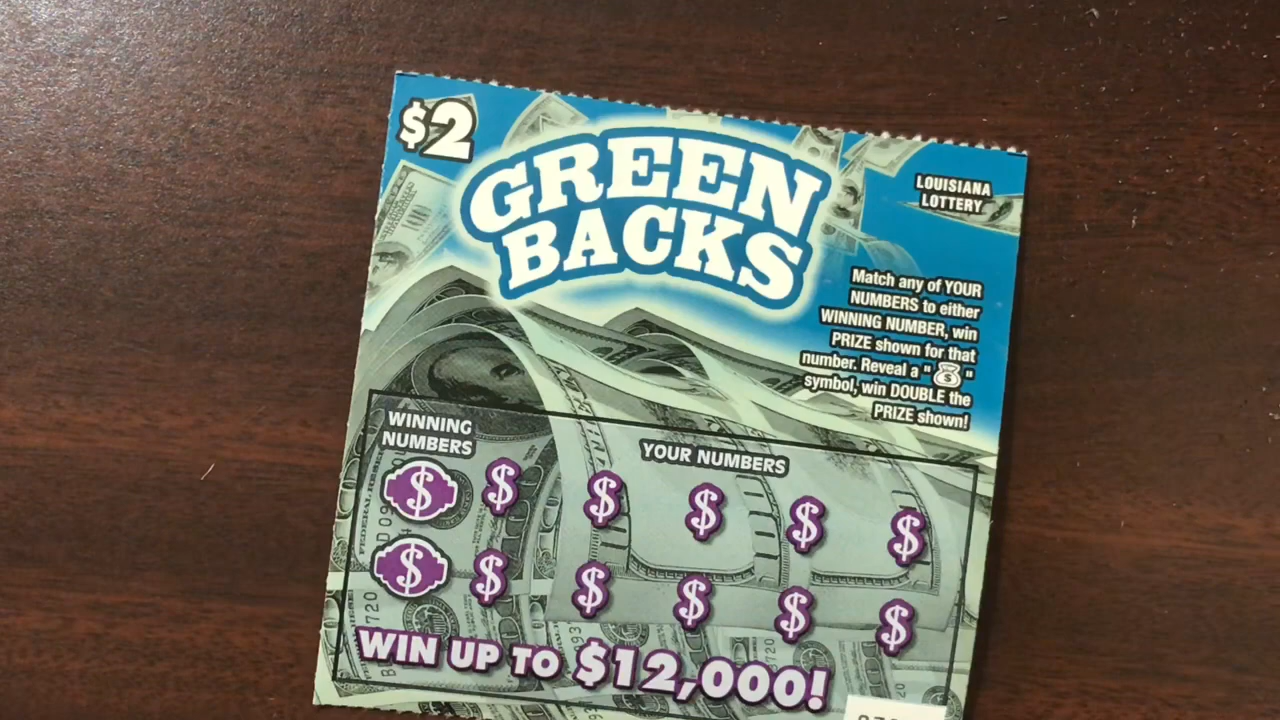 $2
GREEN
BACKS
LOUISIANA
LOTTERY
Match any of YOUR
NUMBERS to either
WINNING NUMBER, win
PRIZE shown for that
number. Reveal a " "
symbol, win DOUBLE the
PRIZE shown!
WINNING
NUMBERS
YOUR NUMBERS
$ $ $ $ $ $
$ $ $ $ $ $
WIN UP TO $12,000!